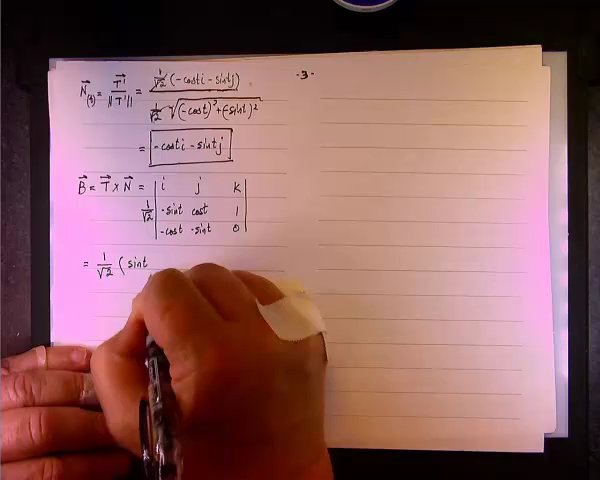 -3-
N⃗(t) = T⃗' / ||T⃗'|| = 1/√2 (-cost i - sint j) / 1/√2 √(-cost)² + (-sint)²
= -cost i - sint j
B⃗ = T⃗ x N⃗ = | i j k |
1/√2 | -sint cost 1 |
| -cost -sint 0 |
= 1/√2 ( sint